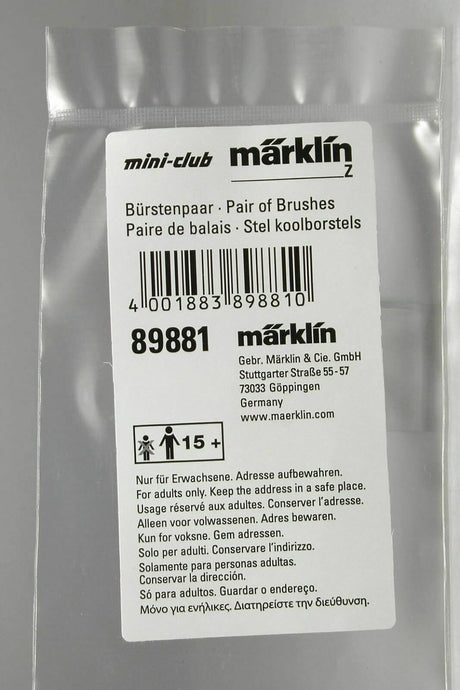 mini-club märklin
Z
Bürstenpaar · Pair of Brushes
Paire de balais · Stel koolborstels
4 001883 898810
89881 märklin
Gebr. Märklin & Cie. GmbH
Stuttgarter Straße 55-57
73033 Göppingen
Germany
www.maerklin.com
15 +
Nur für Erwachsene. Adresse aufbewahren.
For adults only. Keep the address in a safe place.
Usage réservé aux adultes. Conserver l'adresse.
Alleen voor volwassenen. Adres bewaren.
Kun for voksne. Gem adressen.
Solo per adulti. Conservare l'indirizzo.
Solamente para personas adultas.
Conservar la dirección.
Só para adultos. Guardar o endereço.
Μόνο για ενήλικες. Διατηρείστε την διεύθυνση.